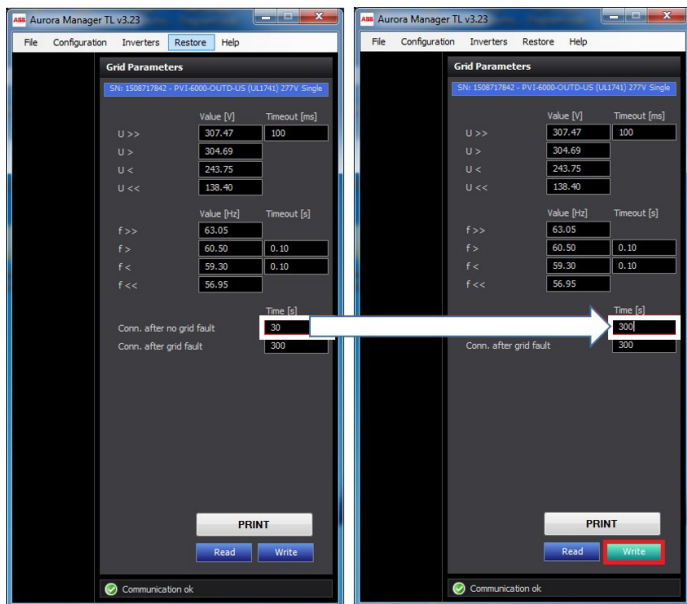 ABB Aurora Manager TL v3.23
File Configuration Inverters Restore Help
Grid Parameters
SN: 1508717842 - PVI-6000-OUTD-US (UL1741) 277V Single
Value [V] Timeout [ms]
U >> 307.47 100
U > 304.69
U < 243.75
U << 138.40
Value [Hz] Timeout [s]
f >> 63.05
f > 60.50 0.10
f < 59.30 0.10
f << 56.95
Time [s]
Conn. after no grid fault 30
Conn. after grid fault 300
PRINT
Read Write
Communication ok
ABB Aurora Manager TL v3.23
File Configuration Inverters Restore Help
Grid Parameters
SN: 1508717842 - PVI-6000-OUTD-US (UL1741) 277V Single
Value [V] Timeout [ms]
U >> 307.47 100
U > 304.69
U < 243.75
U << 138.40
Value [Hz] Timeout [s]
f >> 63.05
f > 60.50 0.10
f < 59.30 0.10
f << 56.95
Time [s]
300
Conn. after grid fault 300
PRINT
Read Write
Communication ok